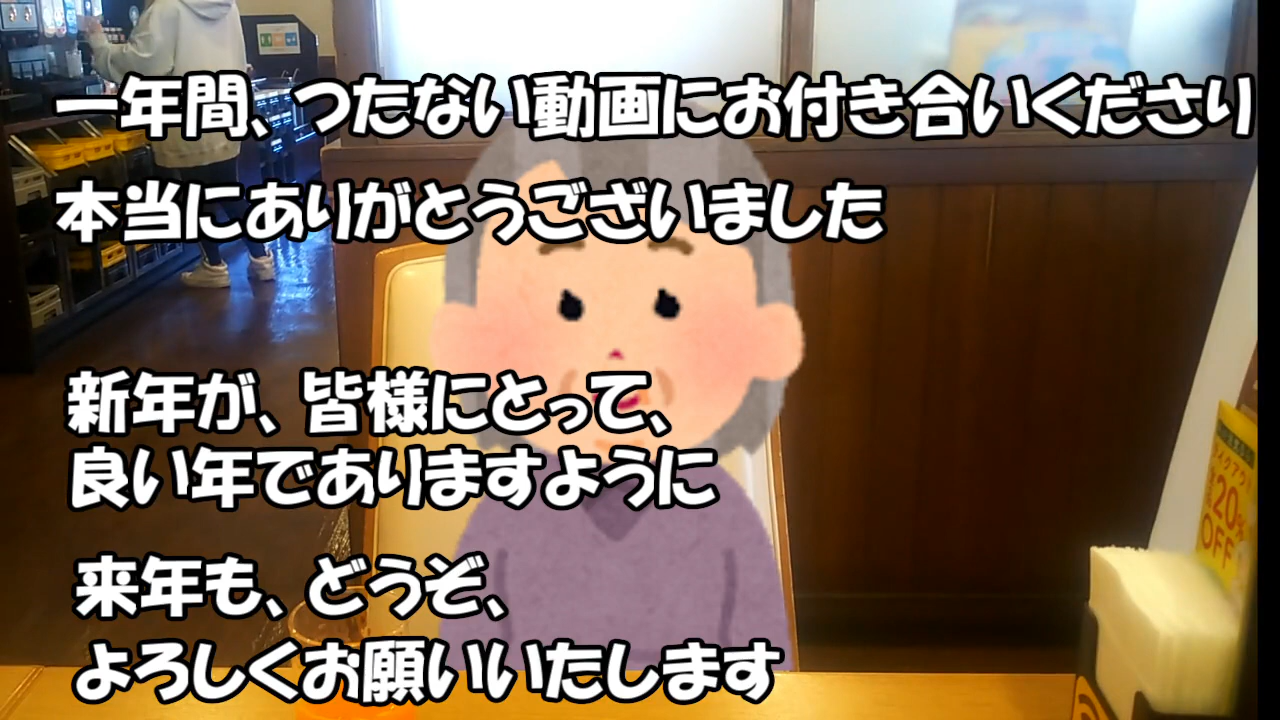 一年間、つたない動画にお付き合いくださり
本当にありがとうございました
新年が、皆様にとって、
良い年でありますように
来年も、どうぞ、
よろしくお願いいたします
20%
OFF